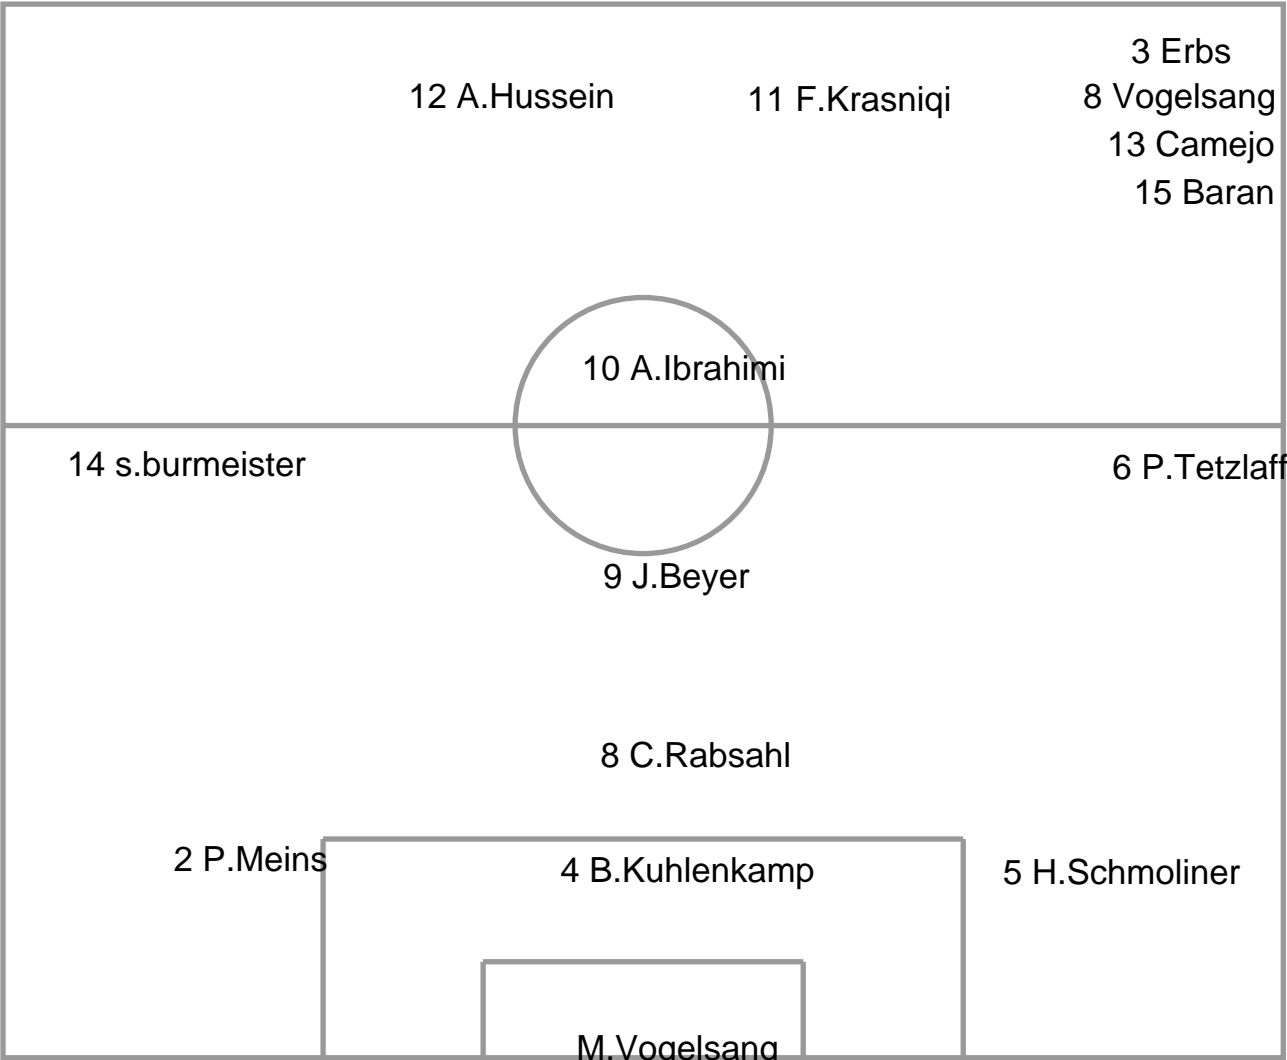 3 Erbs
12 A.Hussein
11 F.Krasniqi
8 Vogelsang
13 Camejo
15 Baran
10 A.Ibrahimi
14 s.burmeister
6 P.Tetzlaff
9 J.Beyer
8 C.Rabsahl
2 P.Meins
4 B.Kuhlenkamp
5 H.Schmoliner
M.Vogelsang